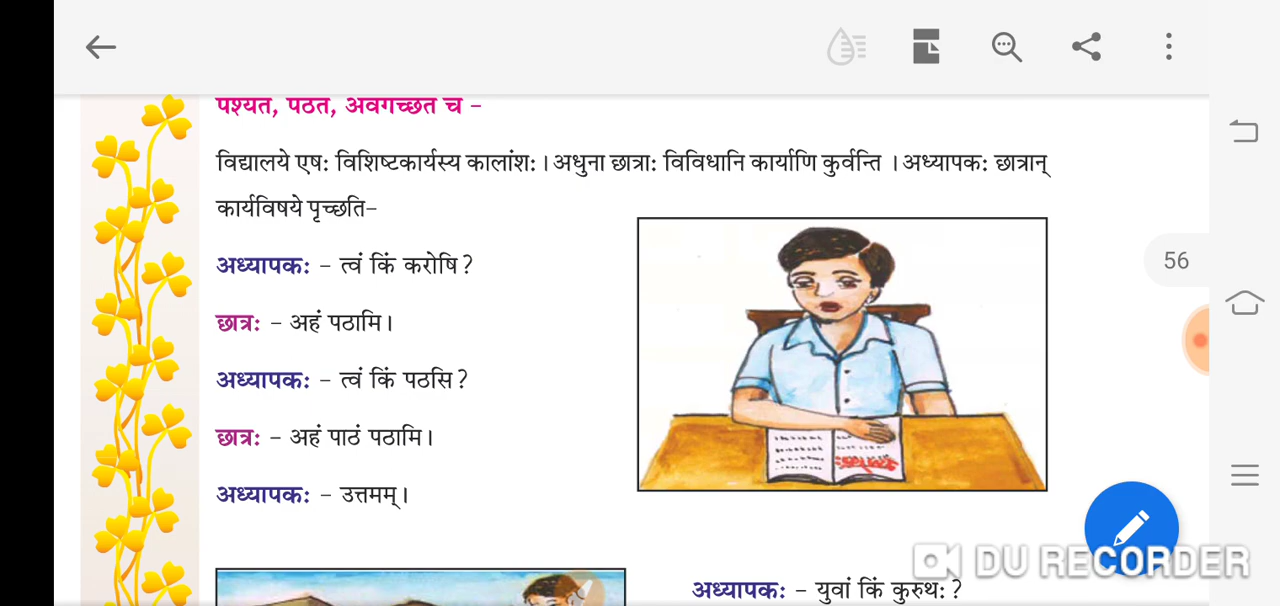 पश्यत, पठत, अवगच्छत च –
56
विद्यालये एष: विशिष्टकार्यस्य कालांश: । अधुना छात्रा: विविधानि कार्याणि कुर्वन्ति । अध्यापक: छात्रान्
कार्यविषये पृच्छति–
अध्यापक: – त्वं किं करोषि ?
छात्र: – अहं पठामि ।
अध्यापक: – त्वं किं पठसि ?
छात्र: – अहं पाठं पठामि ।
अध्यापक: – उत्तमम् ।
अध्यापक: – युवां किं कुरुथ: ?
DU RECORDER